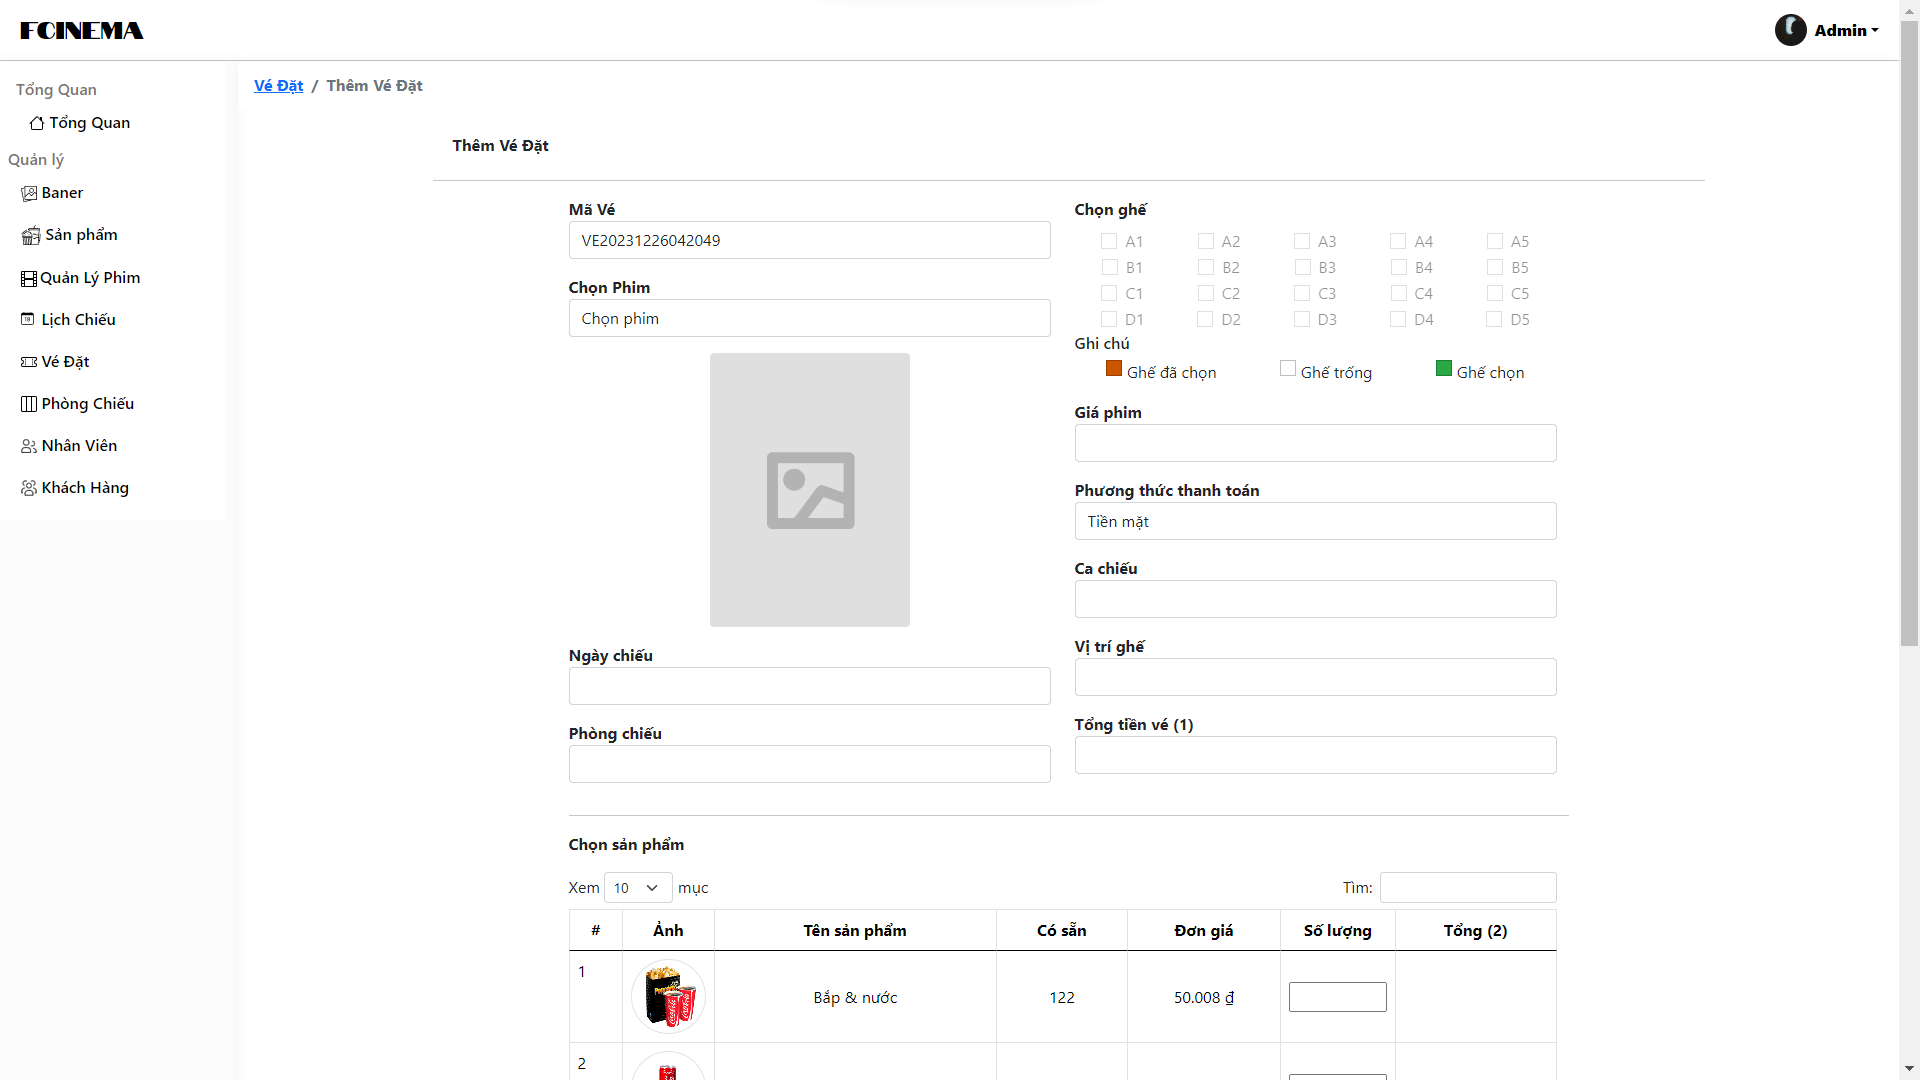 FCINEMA
Admin
Tổng Quan
Tổng Quan
Quản lý
Baner
Sản phẩm
Quản Lý Phim
Lịch Chiếu
Vé Đặt
Phòng Chiếu
Nhân Viên
Khách Hàng
Vé Đặt / Thêm Vé Đặt
Thêm Vé Đặt
Mã Vé
VE20231226042049
Chọn Phim
Chọn phim
Ngày chiếu
Phòng chiếu
Chọn ghế
A1 A2 A3 A4 A5
B1 B2 B3 B4 B5
C1 C2 C3 C4 C5
D1 D2 D3 D4 D5
Ghi chú
Ghế đã chọn Ghế trống Ghế chọn
Giá phim
Phương thức thanh toán
Tiền mặt
Ca chiếu
Vị trí ghế
Tổng tiền vé (1)
Chọn sản phẩm
Xem 10 mục Tìm:
# Ảnh Tên sản phẩm Có sẵn Đơn giá Số lượng Tổng (2)
1 Bắp & nước 122 50.008 ₫
2